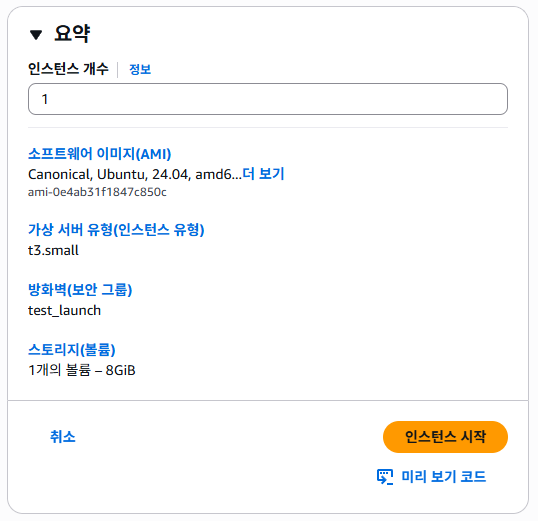 요약
인스턴스 개수 정보
1
소프트웨어 이미지(AMI)
Canonical, Ubuntu, 24.04, amd6...더 보기
ami-0e4ab31f1847c850c
가상 서버 유형(인스턴스 유형)
t3.small
방화벽(보안 그룹)
test_launch
스토리지(볼륨)
1개의 볼륨 – 8GiB
취소 인스턴스 시작
미리 보기 코드